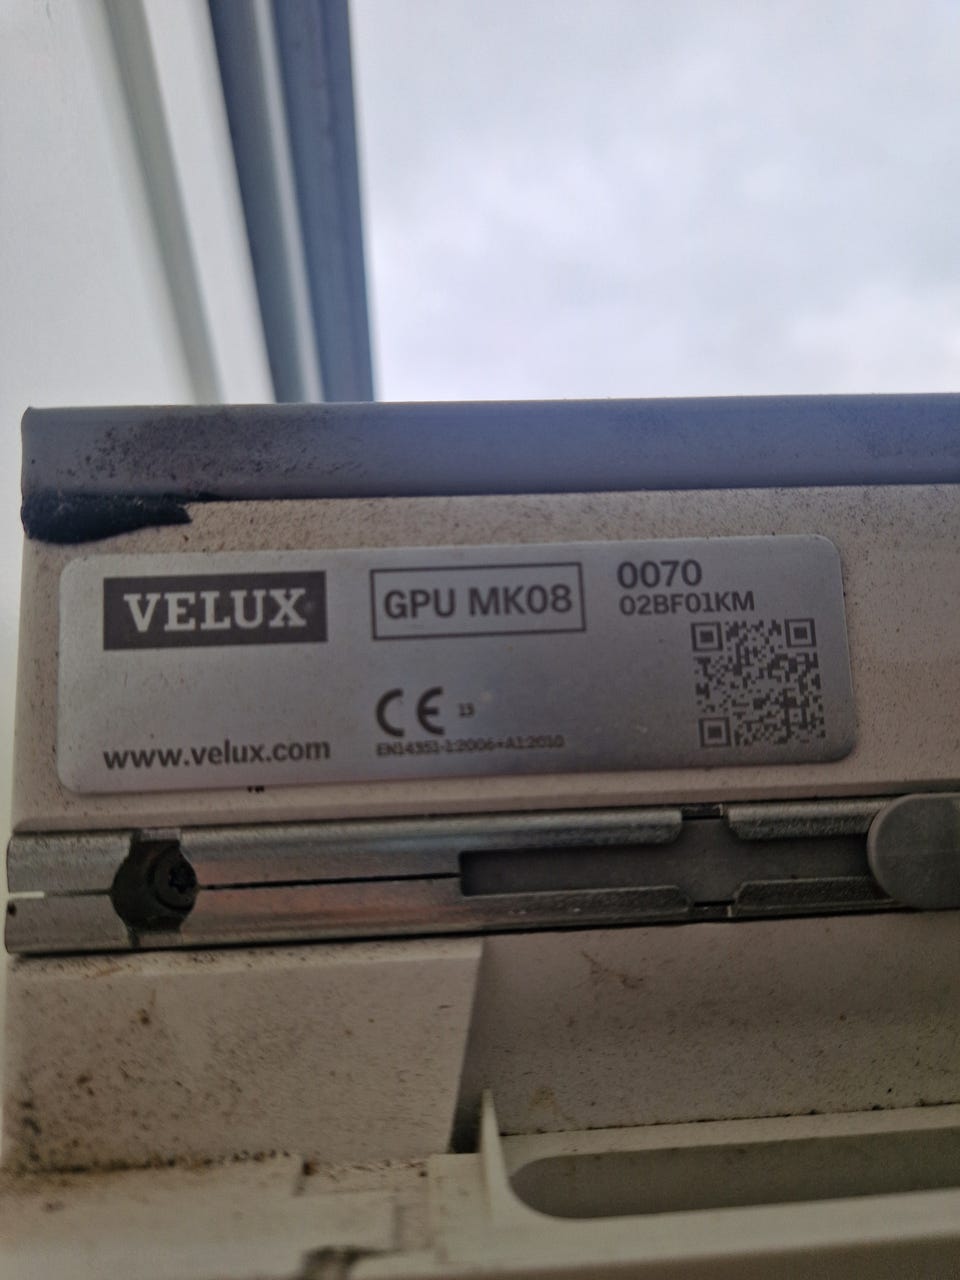 VELUX
GPU MK08
0070
02BF01KM
CE 13
EN14351-1:2006+A1:2010
www.velux.com